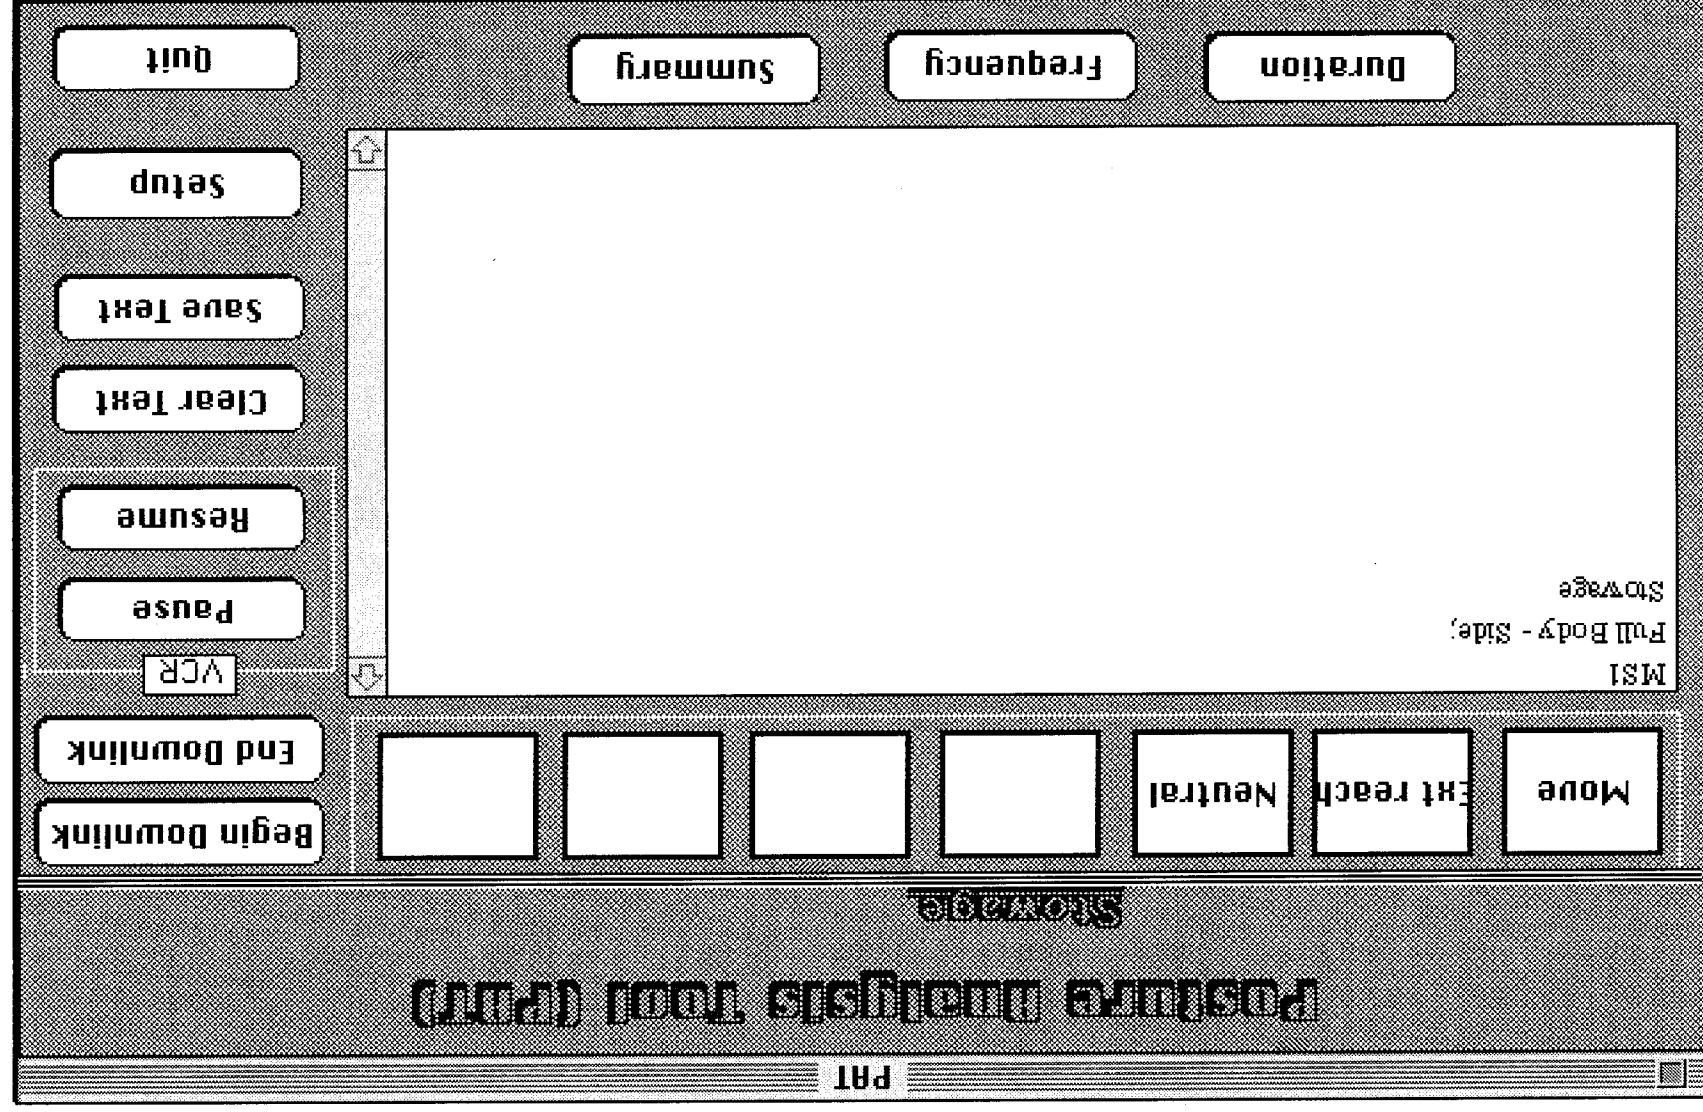 PAT
Posture Analysis Tool (PAT)
Stowage
Move
Ext reach
Neutral
Begin Downlink
End Downlink
MS1
Full Body - Side;
Stowage
VCR
Pause
Resume
Clear Text
Save Text
Setup
Duration
Frequency
Summary
Quit